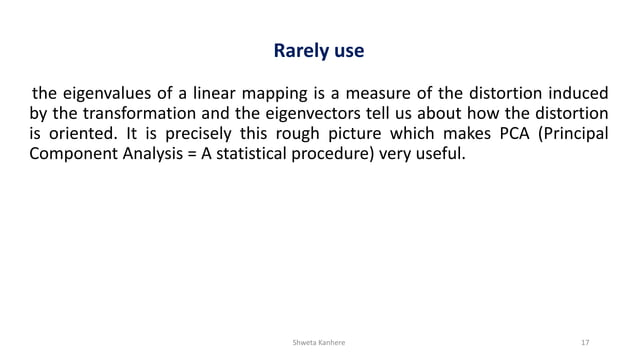 Rarely use
the eigenvalues of a linear mapping is a measure of the distortion induced
by the transformation and the eigenvectors tell us about how the distortion
is oriented. It is precisely this rough picture which makes PCA (Principal
Component Analysis = A statistical procedure) very useful.
Shweta Kanhere
17